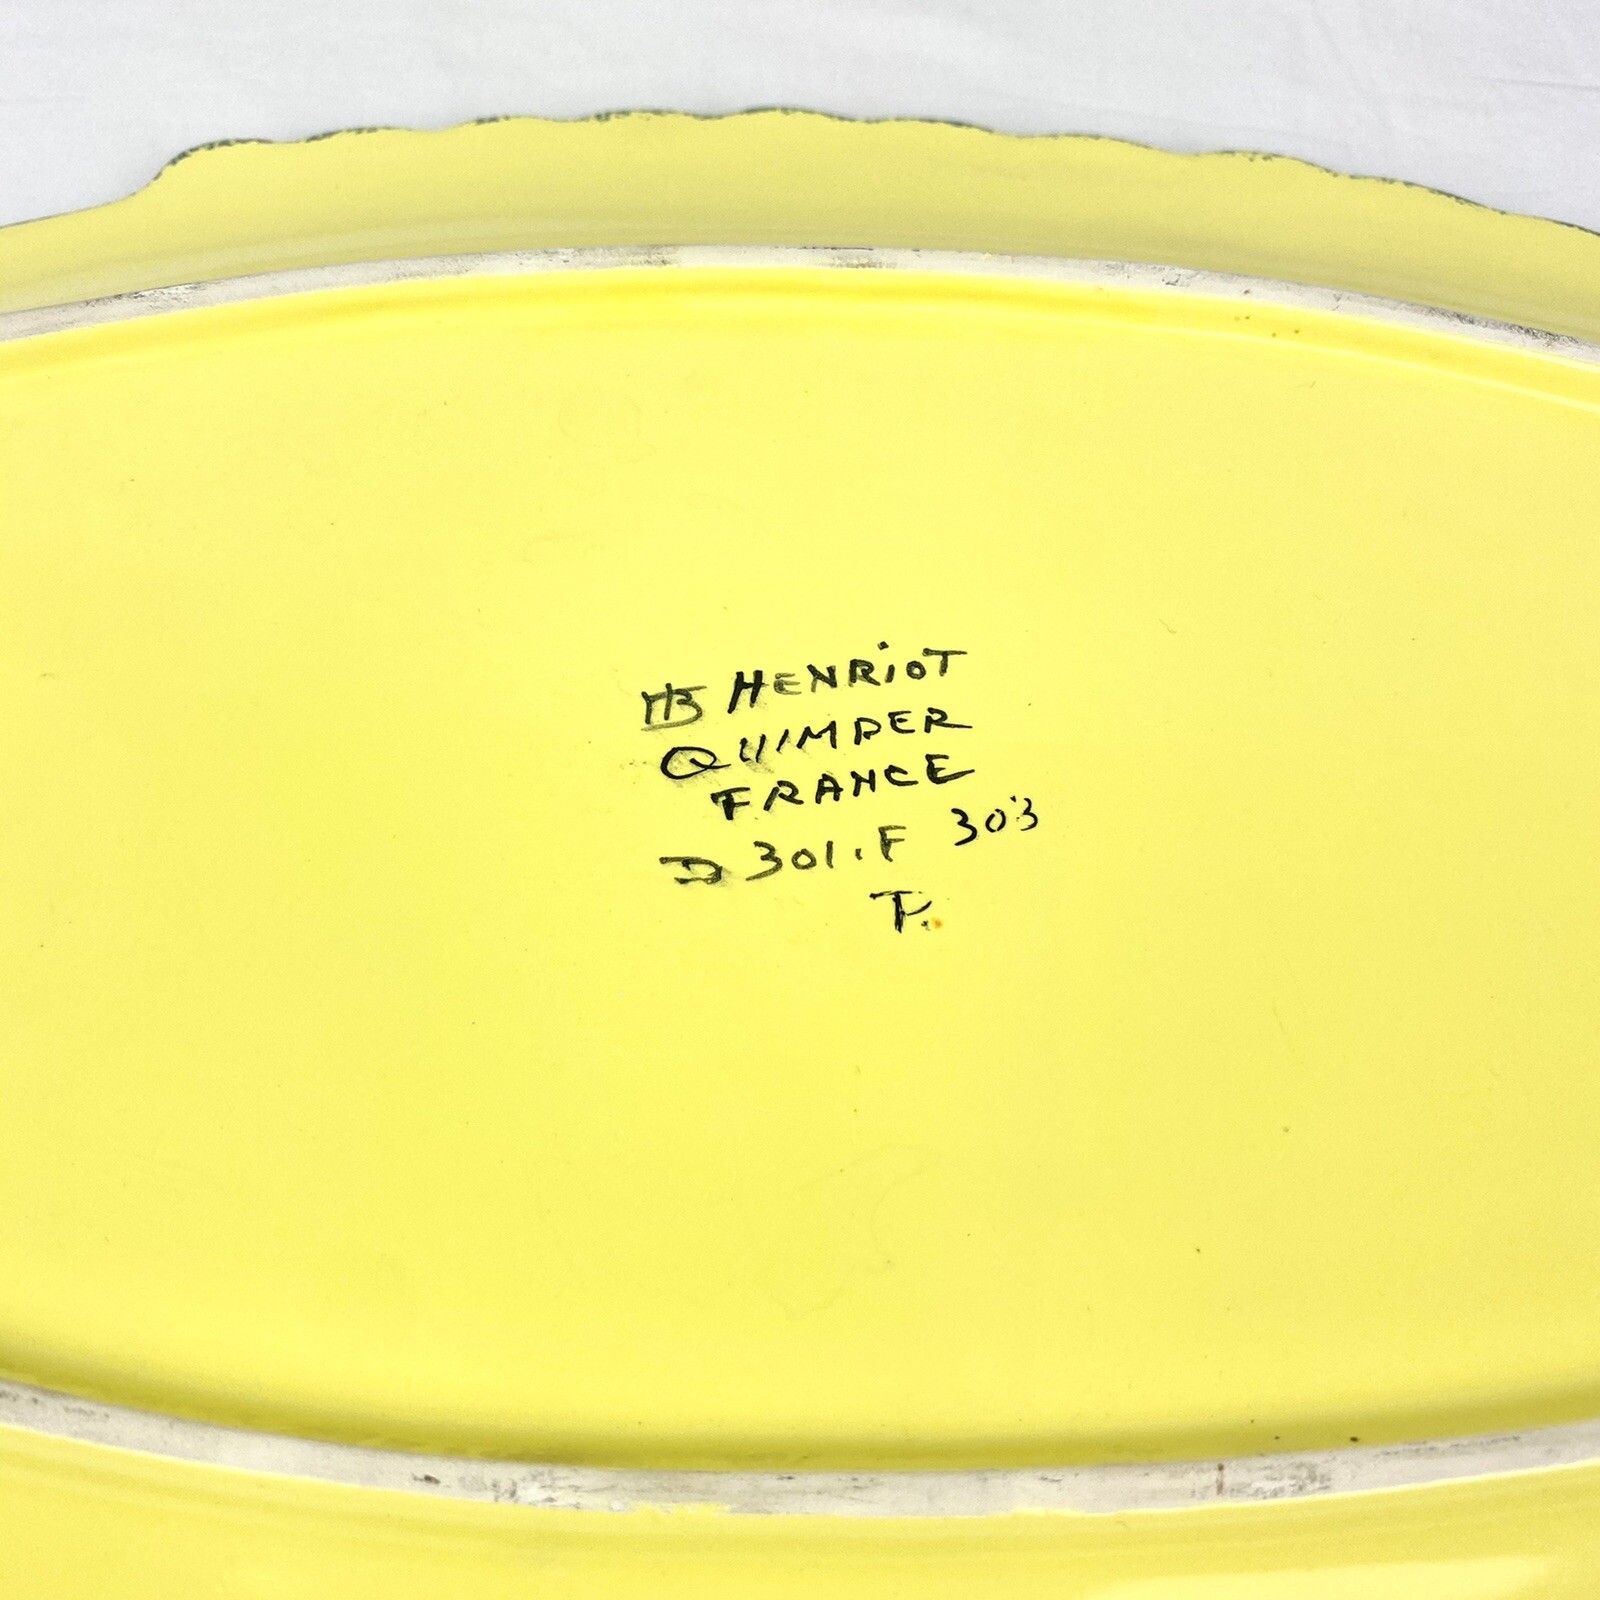 HB HENRiOT
QUIMPER
FRANCE
D 301.F 303
T.